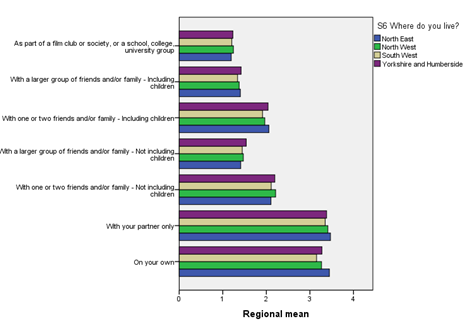 S6 Where do you live?
North East
North West
South West
Yorkshire and Humberside
As part of a film club or society, or a school, college,
university group
With a larger group of friends and/or family - Including
children
With one or two friends and/or family - Including children
With a larger group of friends and/or family - Not including
children
With one or two friends and/or family - Not including
children
With your partner only
On your own
0 1 2 3 4
Regional mean